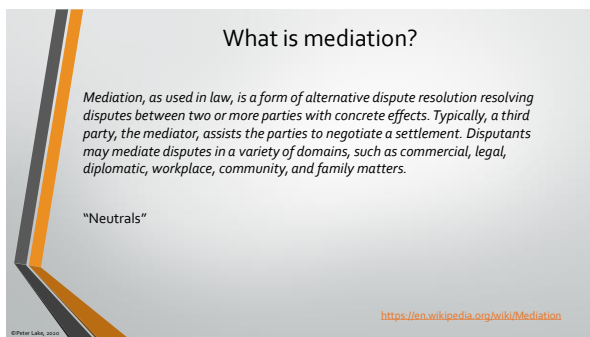 What is mediation?
Mediation, as used in law, is a form of alternative dispute resolution resolving
disputes between two or more parties with concrete effects. Typically, a third
party, the mediator, assists the parties to negotiate a settlement. Disputants
may mediate disputes in a variety of domains, such as commercial, legal,
diplomatic, workplace, community, and family matters.
“Neutrals”
https://en.wikipedia.org/wiki/Mediation
©Peter Lake, 2020